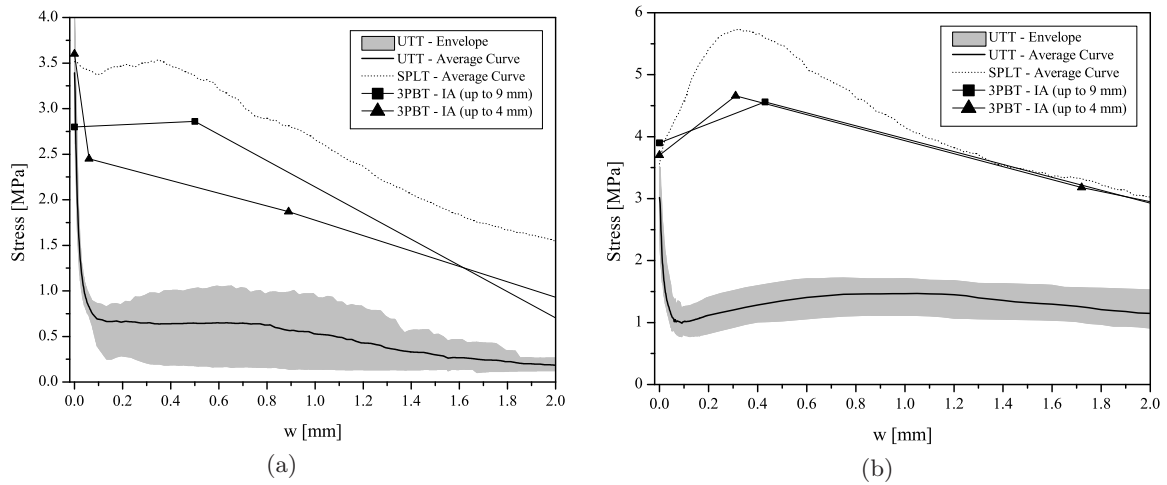 4.0
3.5
3.0
2.5
2.0
1.5
1.0
0.5
0.0
Stress [MPa]
0.0 0.2 0.4 0.6 0.8 1.0 1.2 1.4 1.6 1.8 2.0
w [mm]
UTT - Envelope
UTT - Average Curve
SPLT - Average Curve
3PBT - IA (up to 9 mm)
3PBT - IA (up to 4 mm)
(a)
6
5
4
3
2
1
0
Stress [MPa]
0.0 0.2 0.4 0.6 0.8 1.0 1.2 1.4 1.6 1.8 2.0
w [mm]
UTT - Envelope
UTT - Average Curve
SPLT - Average Curve
3PBT - IA (up to 9 mm)
3PBT - IA (up to 4 mm)
(b)